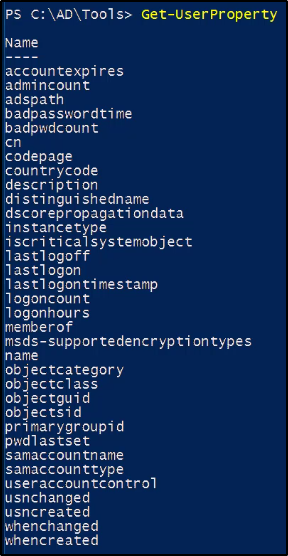 PS C:\AD\Tools> Get-UserProperty
Name
----
accountexpires
admincount
adspath
badpasswordtime
badpwdcount
cn
codepage
countrycode
description
distinguishedname
dscorepropagationdata
instancetype
iscriticalsystemobject
lastlogoff
lastlogon
lastlogontimestamp
logoncount
logonhours
memberof
msds-supportedencryptiontypes
name
objectcategory
objectclass
objectguid
objectsid
primarygroupid
pwdlastset
samaccountname
samaccounttype
useraccountcontrol
usnchanged
usncreated
whenchanged
whencreated